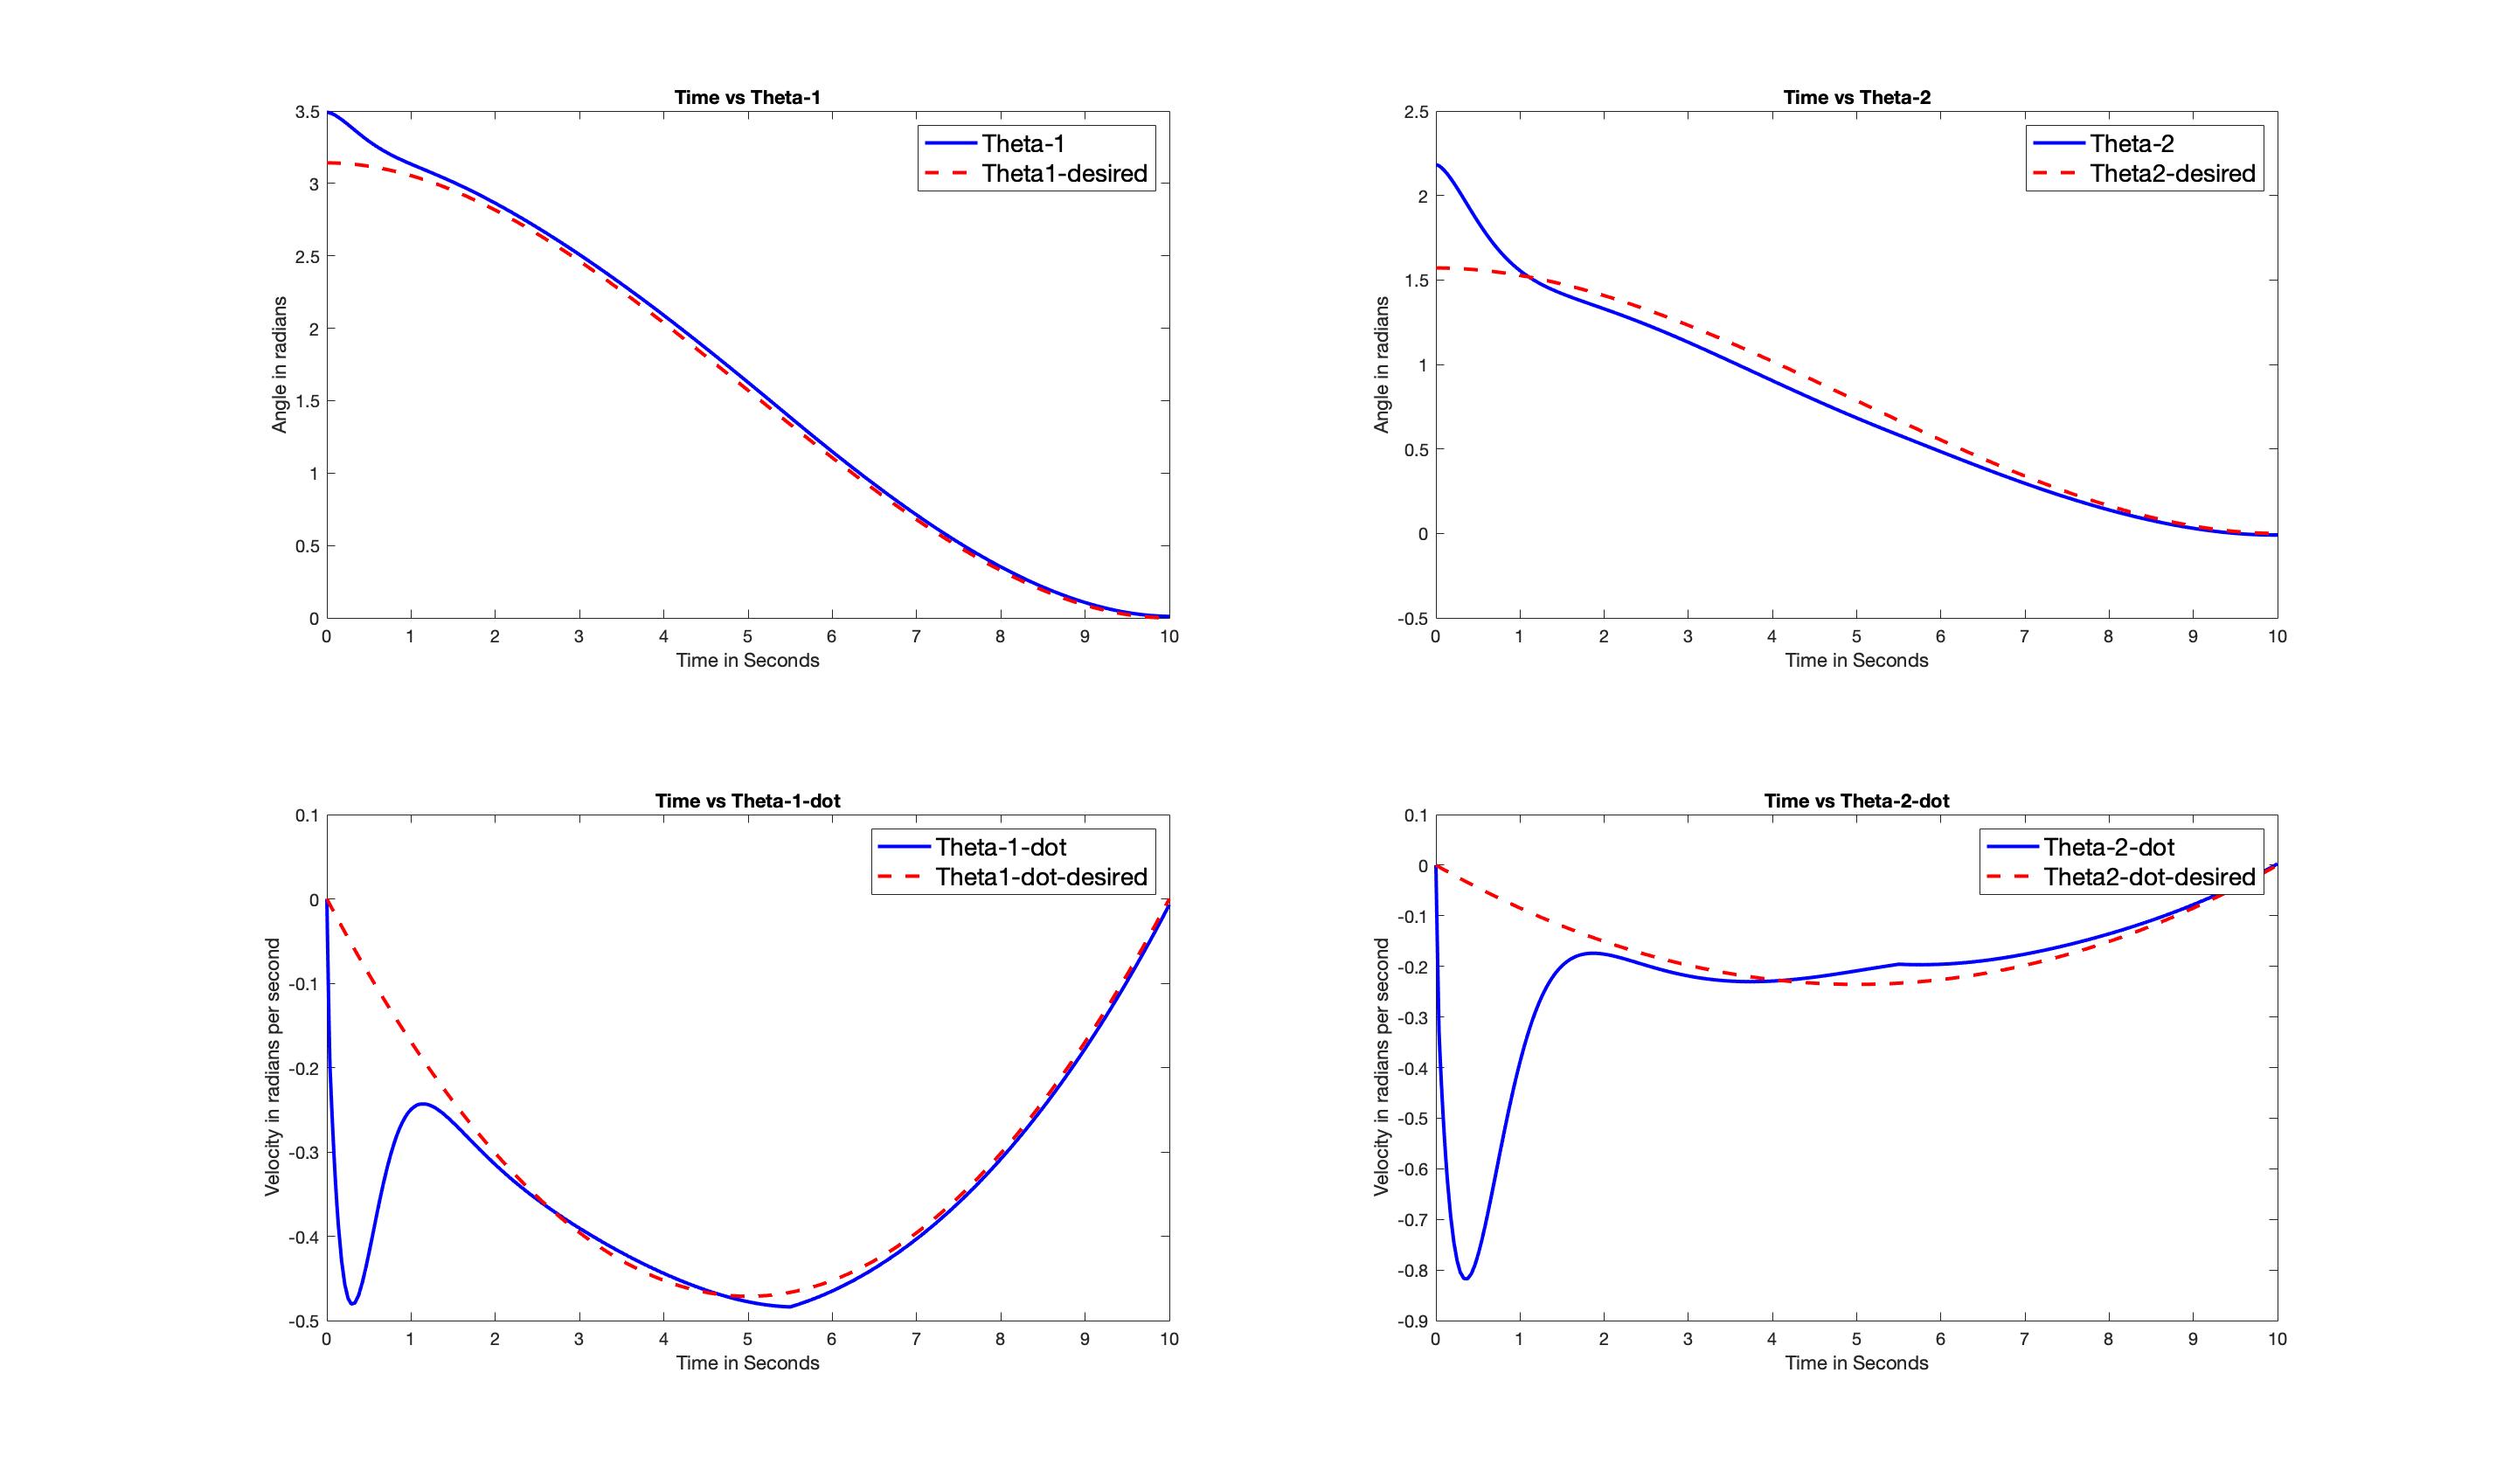 Time vs Theta-1
3.5
3
2.5
2
1.5
1
0.5
0
Angle in radians
Theta-1
Theta1-desired
0 1 2 3 4 5 6 7 8 9 10
Time in Seconds
Time vs Theta-2
2.5
2
1.5
1
0.5
0
-0.5
Angle in radians
Theta-2
Theta2-desired
0 1 2 3 4 5 6 7 8 9 10
Time in Seconds
Time vs Theta-1-dot
0.1
0
-0.1
-0.2
-0.3
-0.4
-0.5
Velocity in radians per second
Theta-1-dot
Theta1-dot-desired
0 1 2 3 4 5 6 7 8 9 10
Time in Seconds
Time vs Theta-2-dot
0.1
0
-0.1
-0.2
-0.3
-0.4
-0.5
-0.6
-0.7
-0.8
-0.9
Velocity in radians per second
Theta-2-dot
Theta2-dot-desired
0 1 2 3 4 5 6 7 8 9 10
Time in Seconds